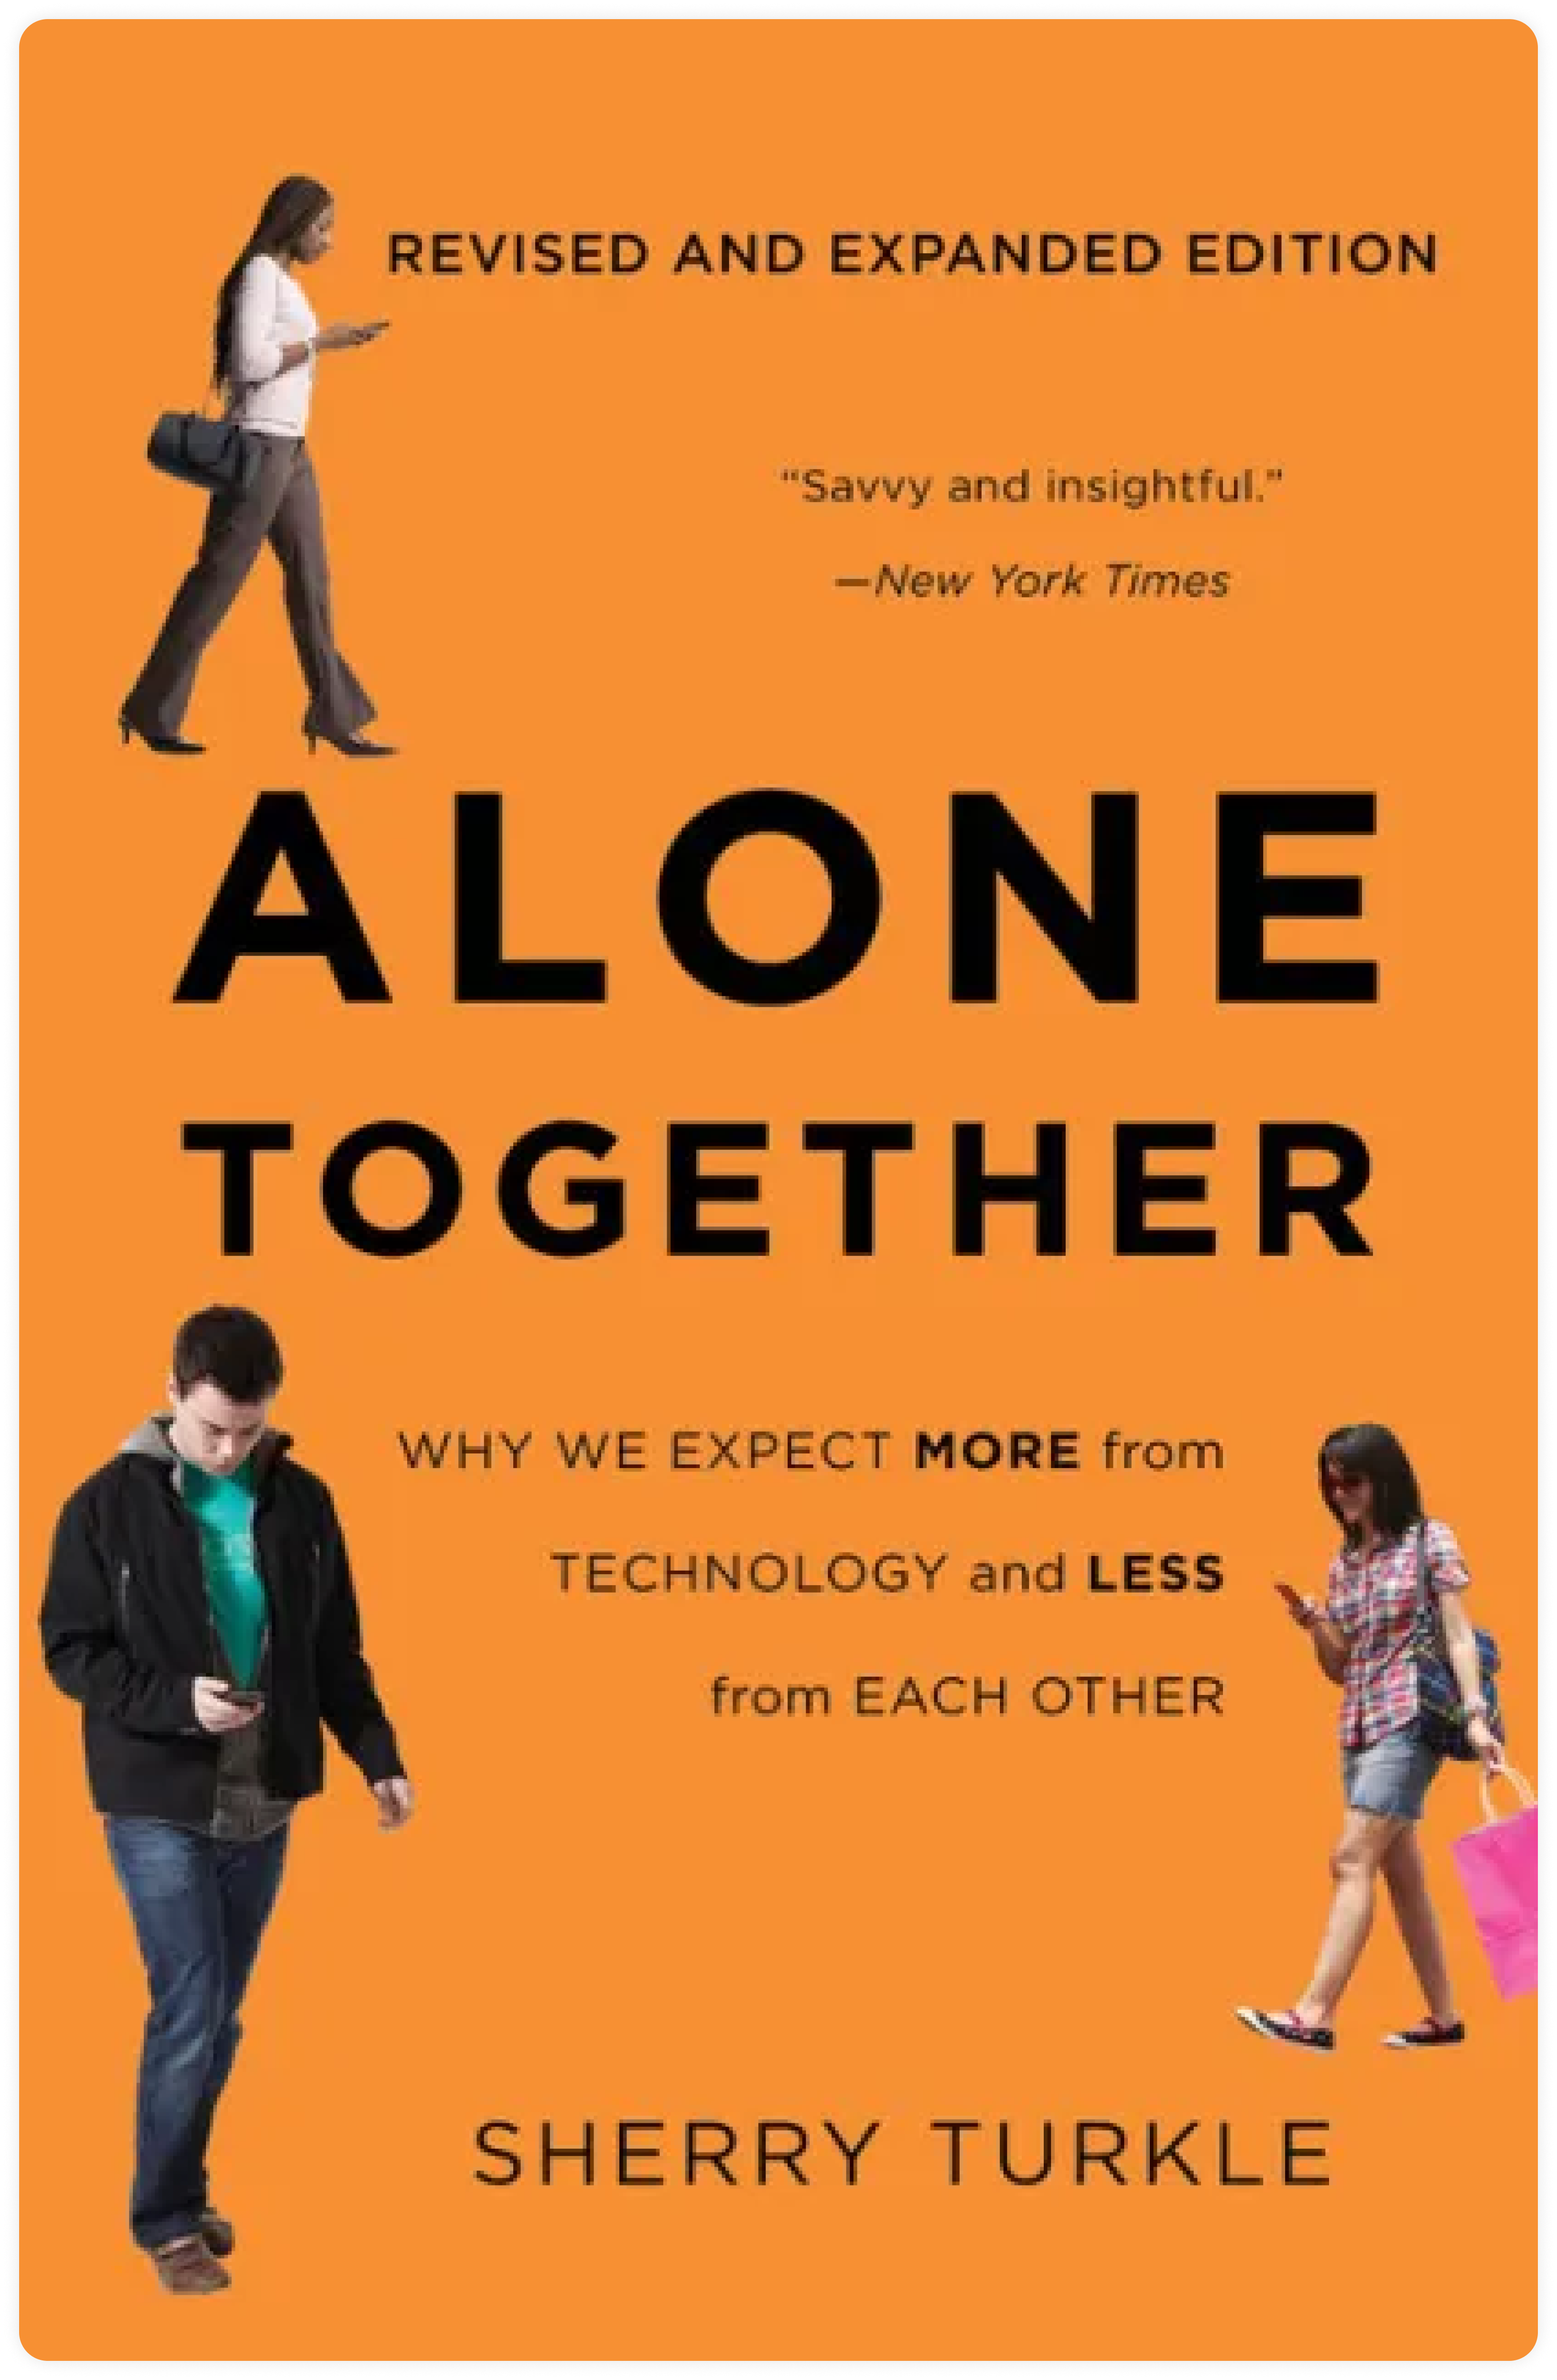 REVISED AND EXPANDED EDITION
“Savvy and insightful.”
—New York Times
ALONE
TOGETHER
WHY WE EXPECT MORE from
TECHNOLOGY and LESS
from EACH OTHER
SHERRY TURKLE